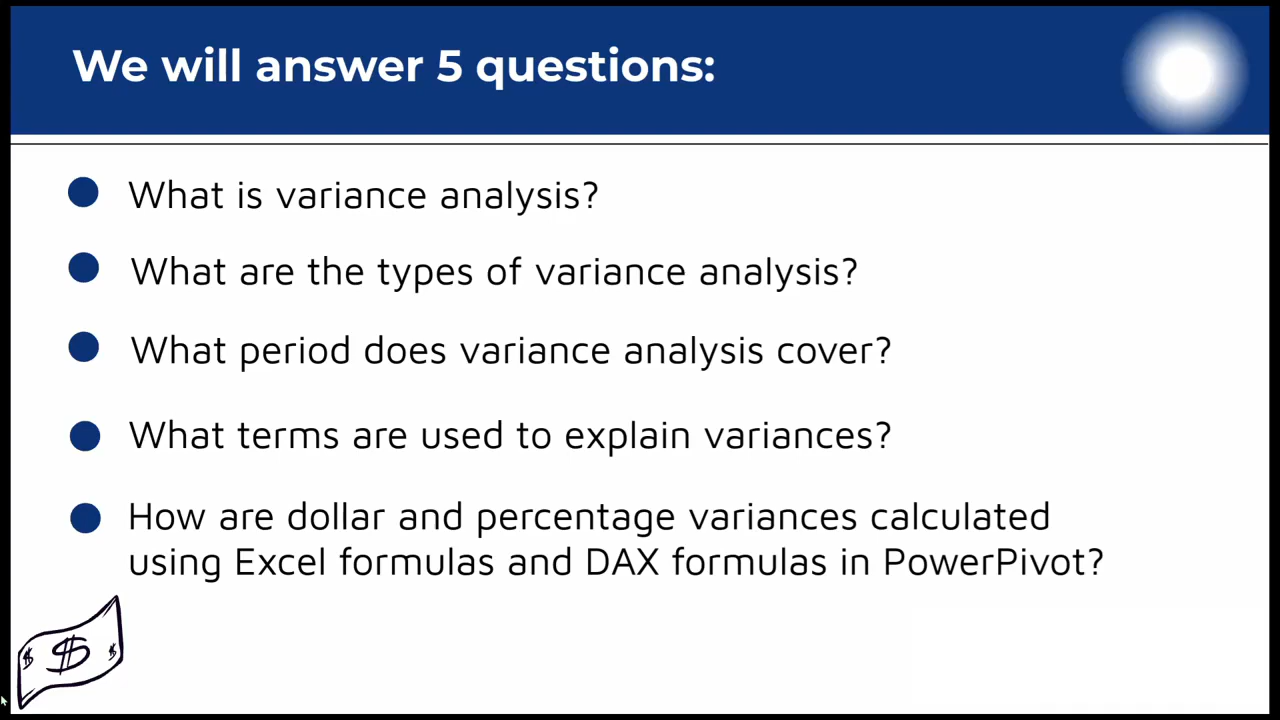 We will answer 5 questions:
What is variance analysis?
What are the types of variance analysis?
What period does variance analysis cover?
What terms are used to explain variances?
How are dollar and percentage variances calculated
using Excel formulas and DAX formulas in PowerPivot?
$ $ $